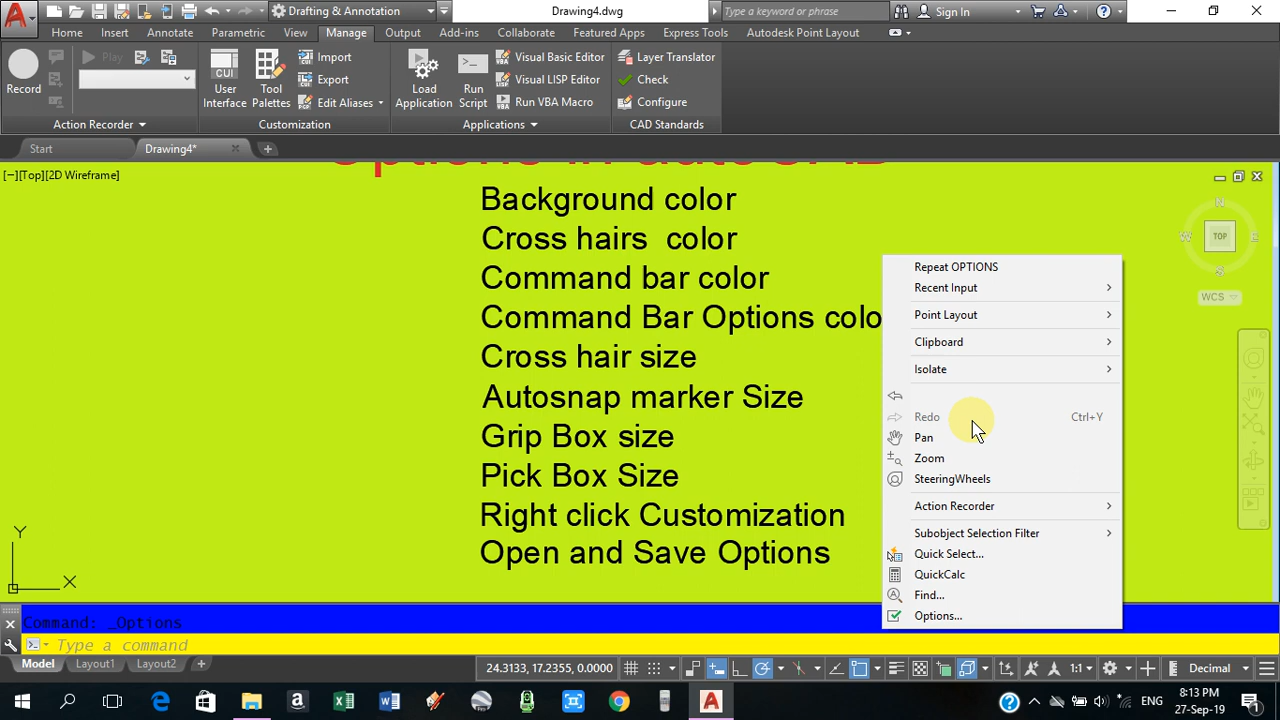 Drafting & Annotation
Drawing4.dwg
Type a keyword or phrase
Sign In
Home Insert Annotate Parametric View Manage Output Add-ins Collaborate Featured Apps Express Tools Autodesk Point Layout
Record
Play
Action Recorder
CUI
User Interface
Tool Palettes
Import
Export
Edit Aliases
Customization
Load Application
Run Script
Visual Basic Editor
Visual LISP Editor
Run VBA Macro
Applications
Layer Translator
Check
Configure
CAD Standards
Start
Drawing4*
[−][Top][2D Wireframe]
Options in autoCAD
Background color
Cross hairs color
Command bar color
Command Bar Options colo
Cross hair size
Autosnap marker Size
Grip Box size
Pick Box Size
Right click Customization
Open and Save Options
N
W TOP E
S
WCS
Repeat OPTIONS
Recent Input
Point Layout
Clipboard
Isolate
Redo Ctrl+Y
Pan
Zoom
SteeringWheels
Action Recorder
Subobject Selection Filter
Quick Select...
QuickCalc
Find...
Options...
Y
X
Command: _Options
Type a command
Model Layout1 Layout2
24.3133, 17.2355, 0.0000
1:1
Decimal
ENG
8:13 PM
27-Sep-19